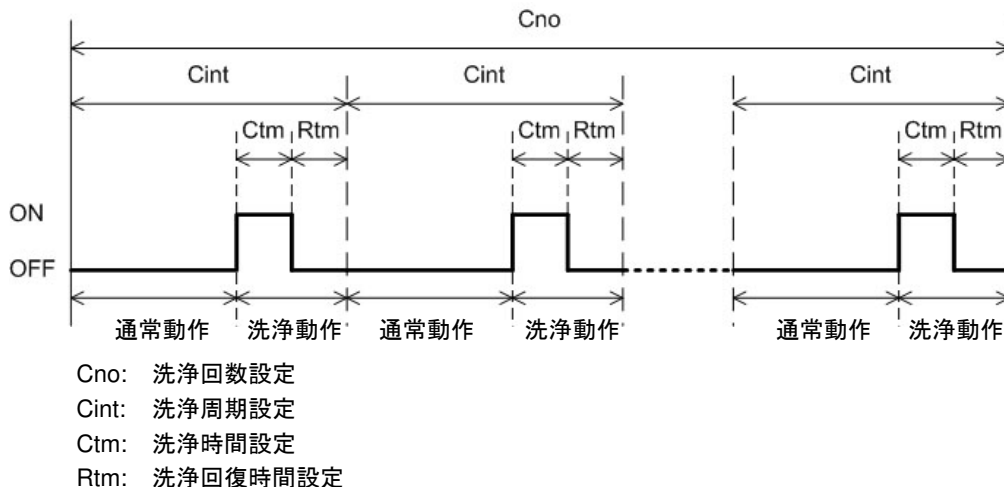 Cno
Cint Cint Cint
Ctm Rtm Ctm Rtm Ctm Rtm
ON
OFF
通常動作 洗浄動作 通常動作 洗浄動作 通常動作 洗浄動作
Cno: 洗浄回数設定
Cint: 洗浄周期設定
Ctm: 洗浄時間設定
Rtm: 洗浄回復時間設定